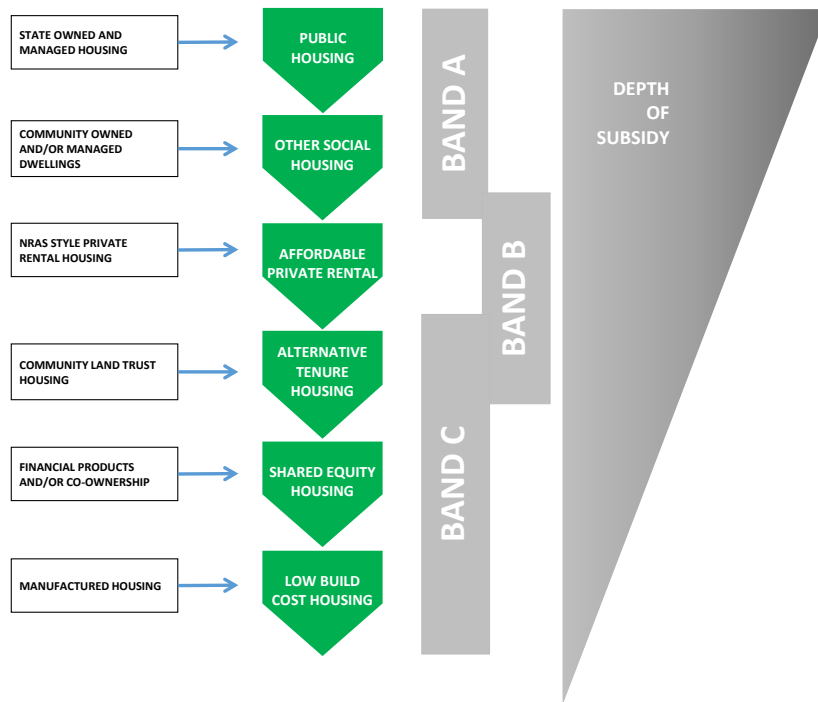 STATE OWNED AND
MANAGED HOUSING
PUBLIC
HOUSING
COMMUNITY OWNED
AND/OR MANAGED
DWELLINGS
OTHER SOCIAL
HOUSING
NRAS STYLE PRIVATE
RENTAL HOUSING
AFFORDABLE
PRIVATE RENTAL
COMMUNITY LAND TRUST
HOUSING
ALTERNATIVE
TENURE
HOUSING
FINANCIAL PRODUCTS
AND/OR CO-OWNERSHIP
SHARED EQUITY
HOUSING
MANUFACTURED HOUSING
LOW BUILD
COST HOUSING
BAND A
BAND B
BAND C
DEPTH
OF
SUBSIDY